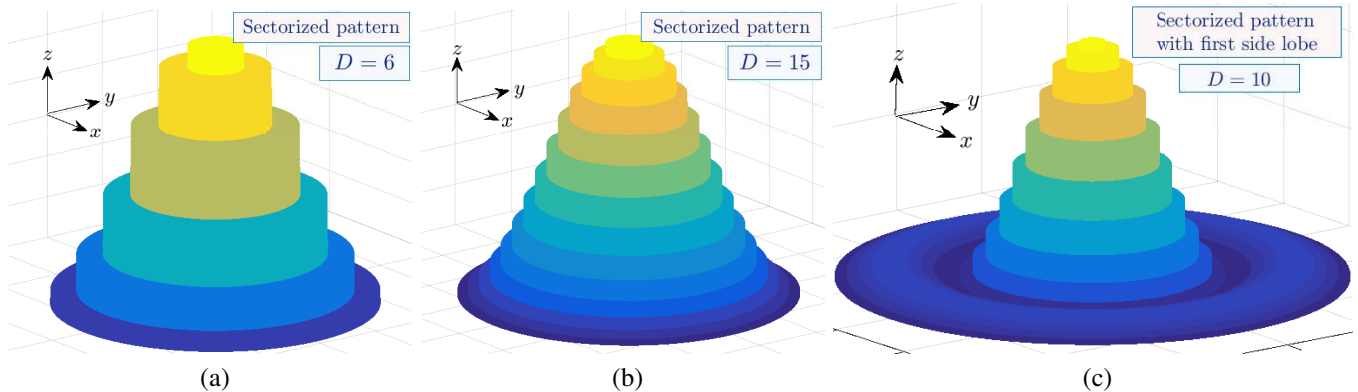 Sectorized pattern
D = 6
z
y
x
(a)
Sectorized pattern
D = 15
z
y
x
(b)
Sectorized pattern
with first side lobe
D = 10
z
y
x
(c)